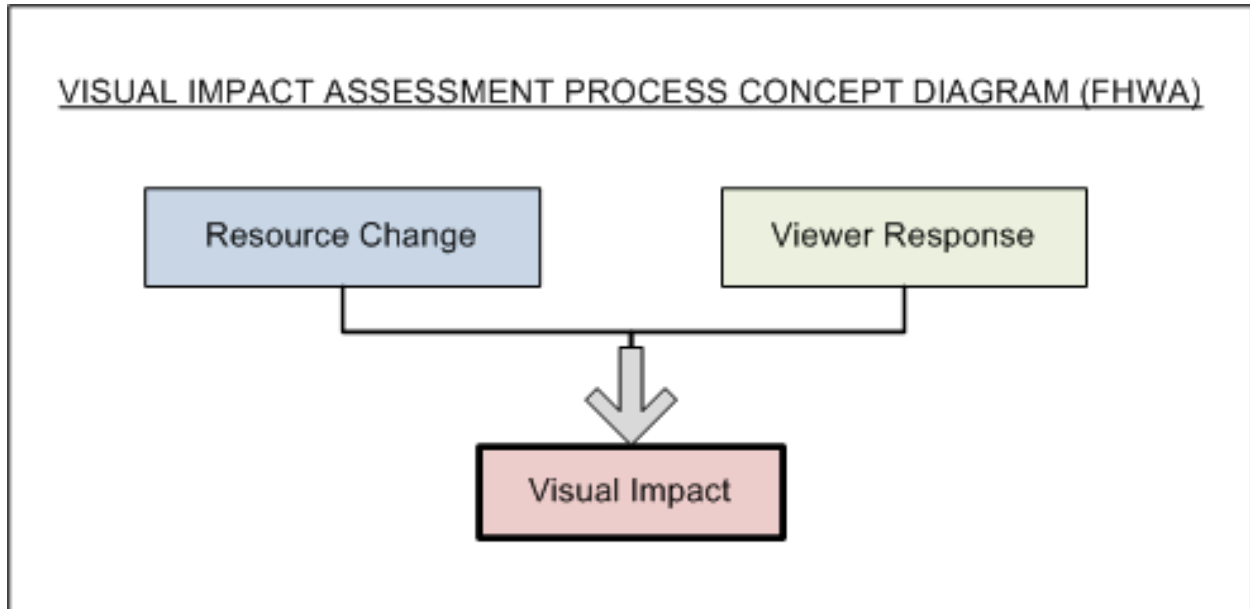 VISUAL IMPACT ASSESSMENT PROCESS CONCEPT DIAGRAM (FHWA)
Resource Change
Viewer Response
Visual Impact